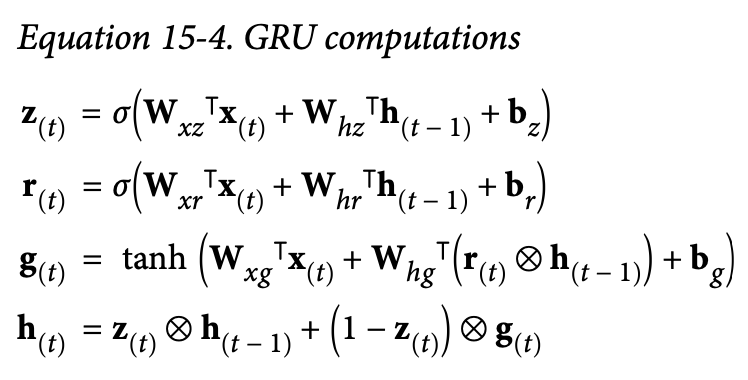 Equation 15-4. GRU computations
z(t) = σ(Wxz⊤x(t) + Whz⊤h(t − 1) + bz)
r(t) = σ(Wxr⊤x(t) + Whr⊤h(t − 1) + br)
g(t) = tanh (Wxg⊤x(t) + Whg⊤(r(t) ⊗ h(t − 1)) + bg)
h(t) = z(t) ⊗ h(t − 1) + (1 − z(t)) ⊗ g(t)